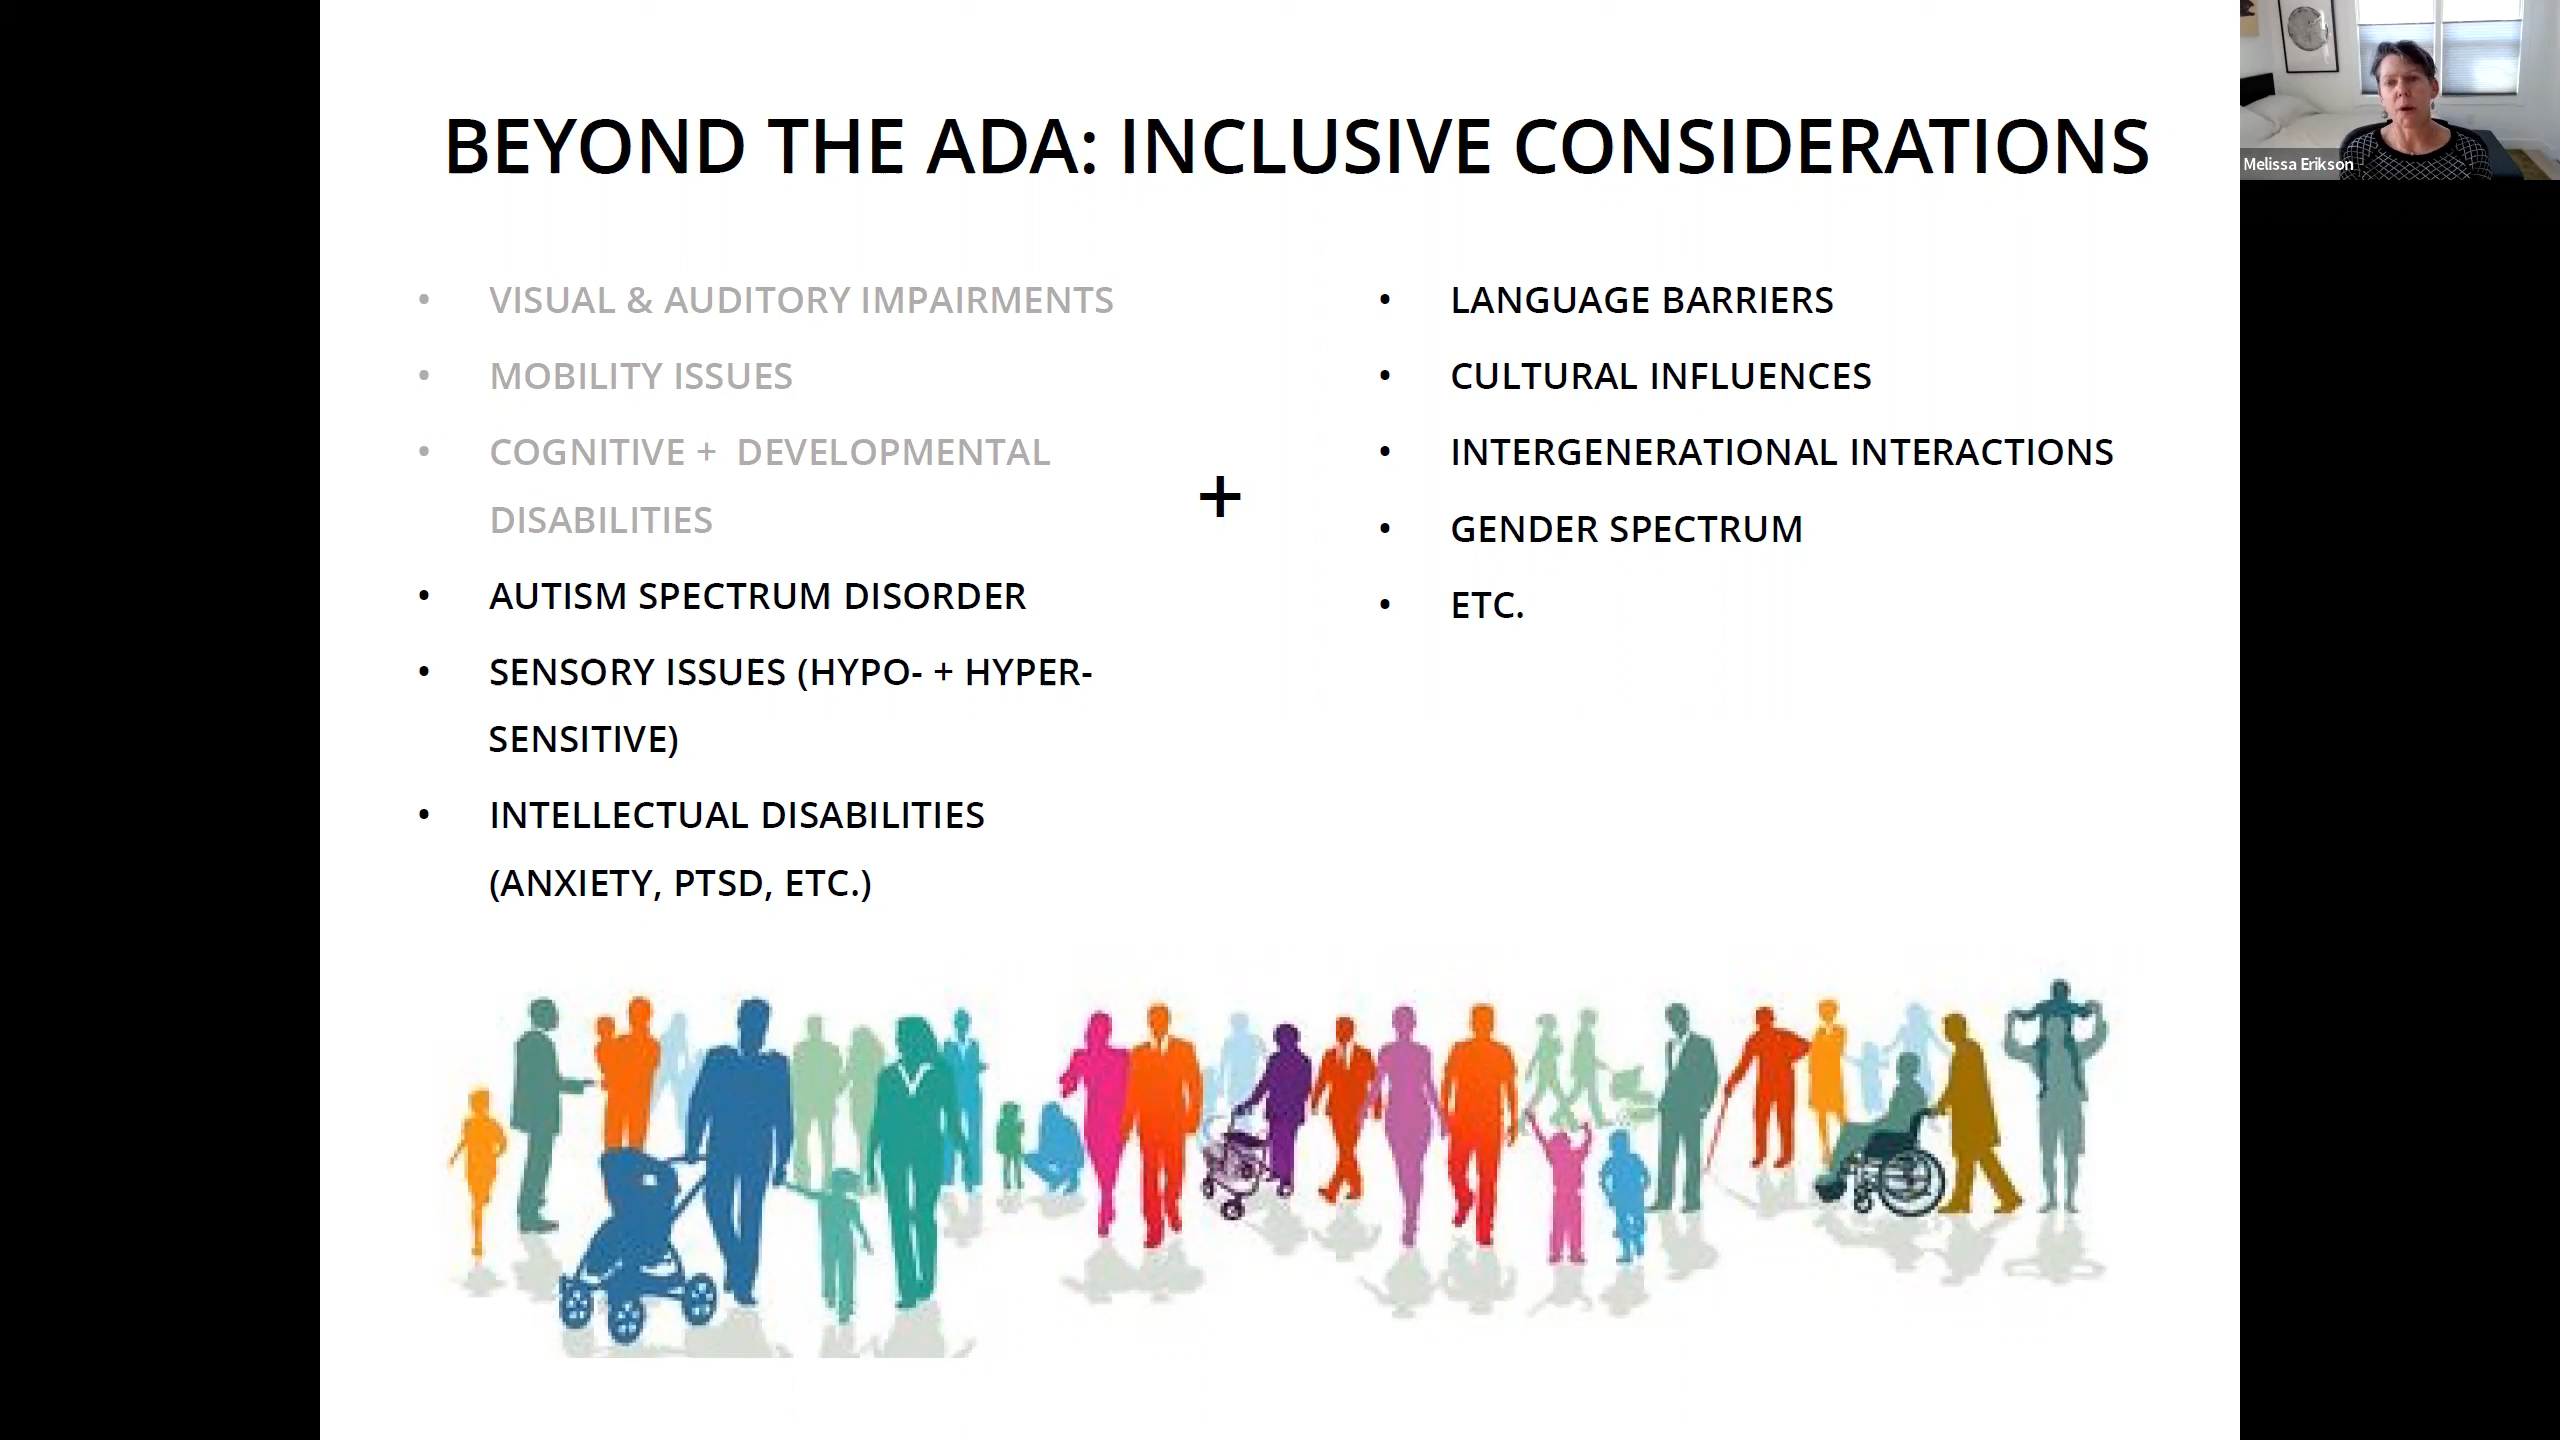 BEYOND THE ADA: INCLUSIVE CONSIDERATIONS
• VISUAL & AUDITORY IMPAIRMENTS
• MOBILITY ISSUES
• COGNITIVE + DEVELOPMENTAL
DISABILITIES
• AUTISM SPECTRUM DISORDER
• SENSORY ISSUES (HYPO- + HYPER-
SENSITIVE)
• INTELLECTUAL DISABILITIES
(ANXIETY, PTSD, ETC.)
+
• LANGUAGE BARRIERS
• CULTURAL INFLUENCES
• INTERGENERATIONAL INTERACTIONS
• GENDER SPECTRUM
• ETC.
Melissa Erikson